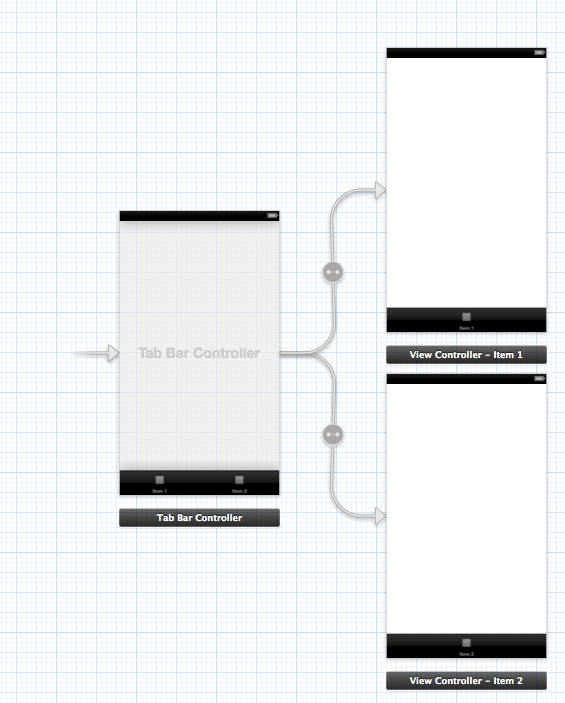 Tab Bar Controller
Item 1
Item 2
Tab Bar Controller
Item 1
View Controller – Item 1
Item 2
View Controller – Item 2